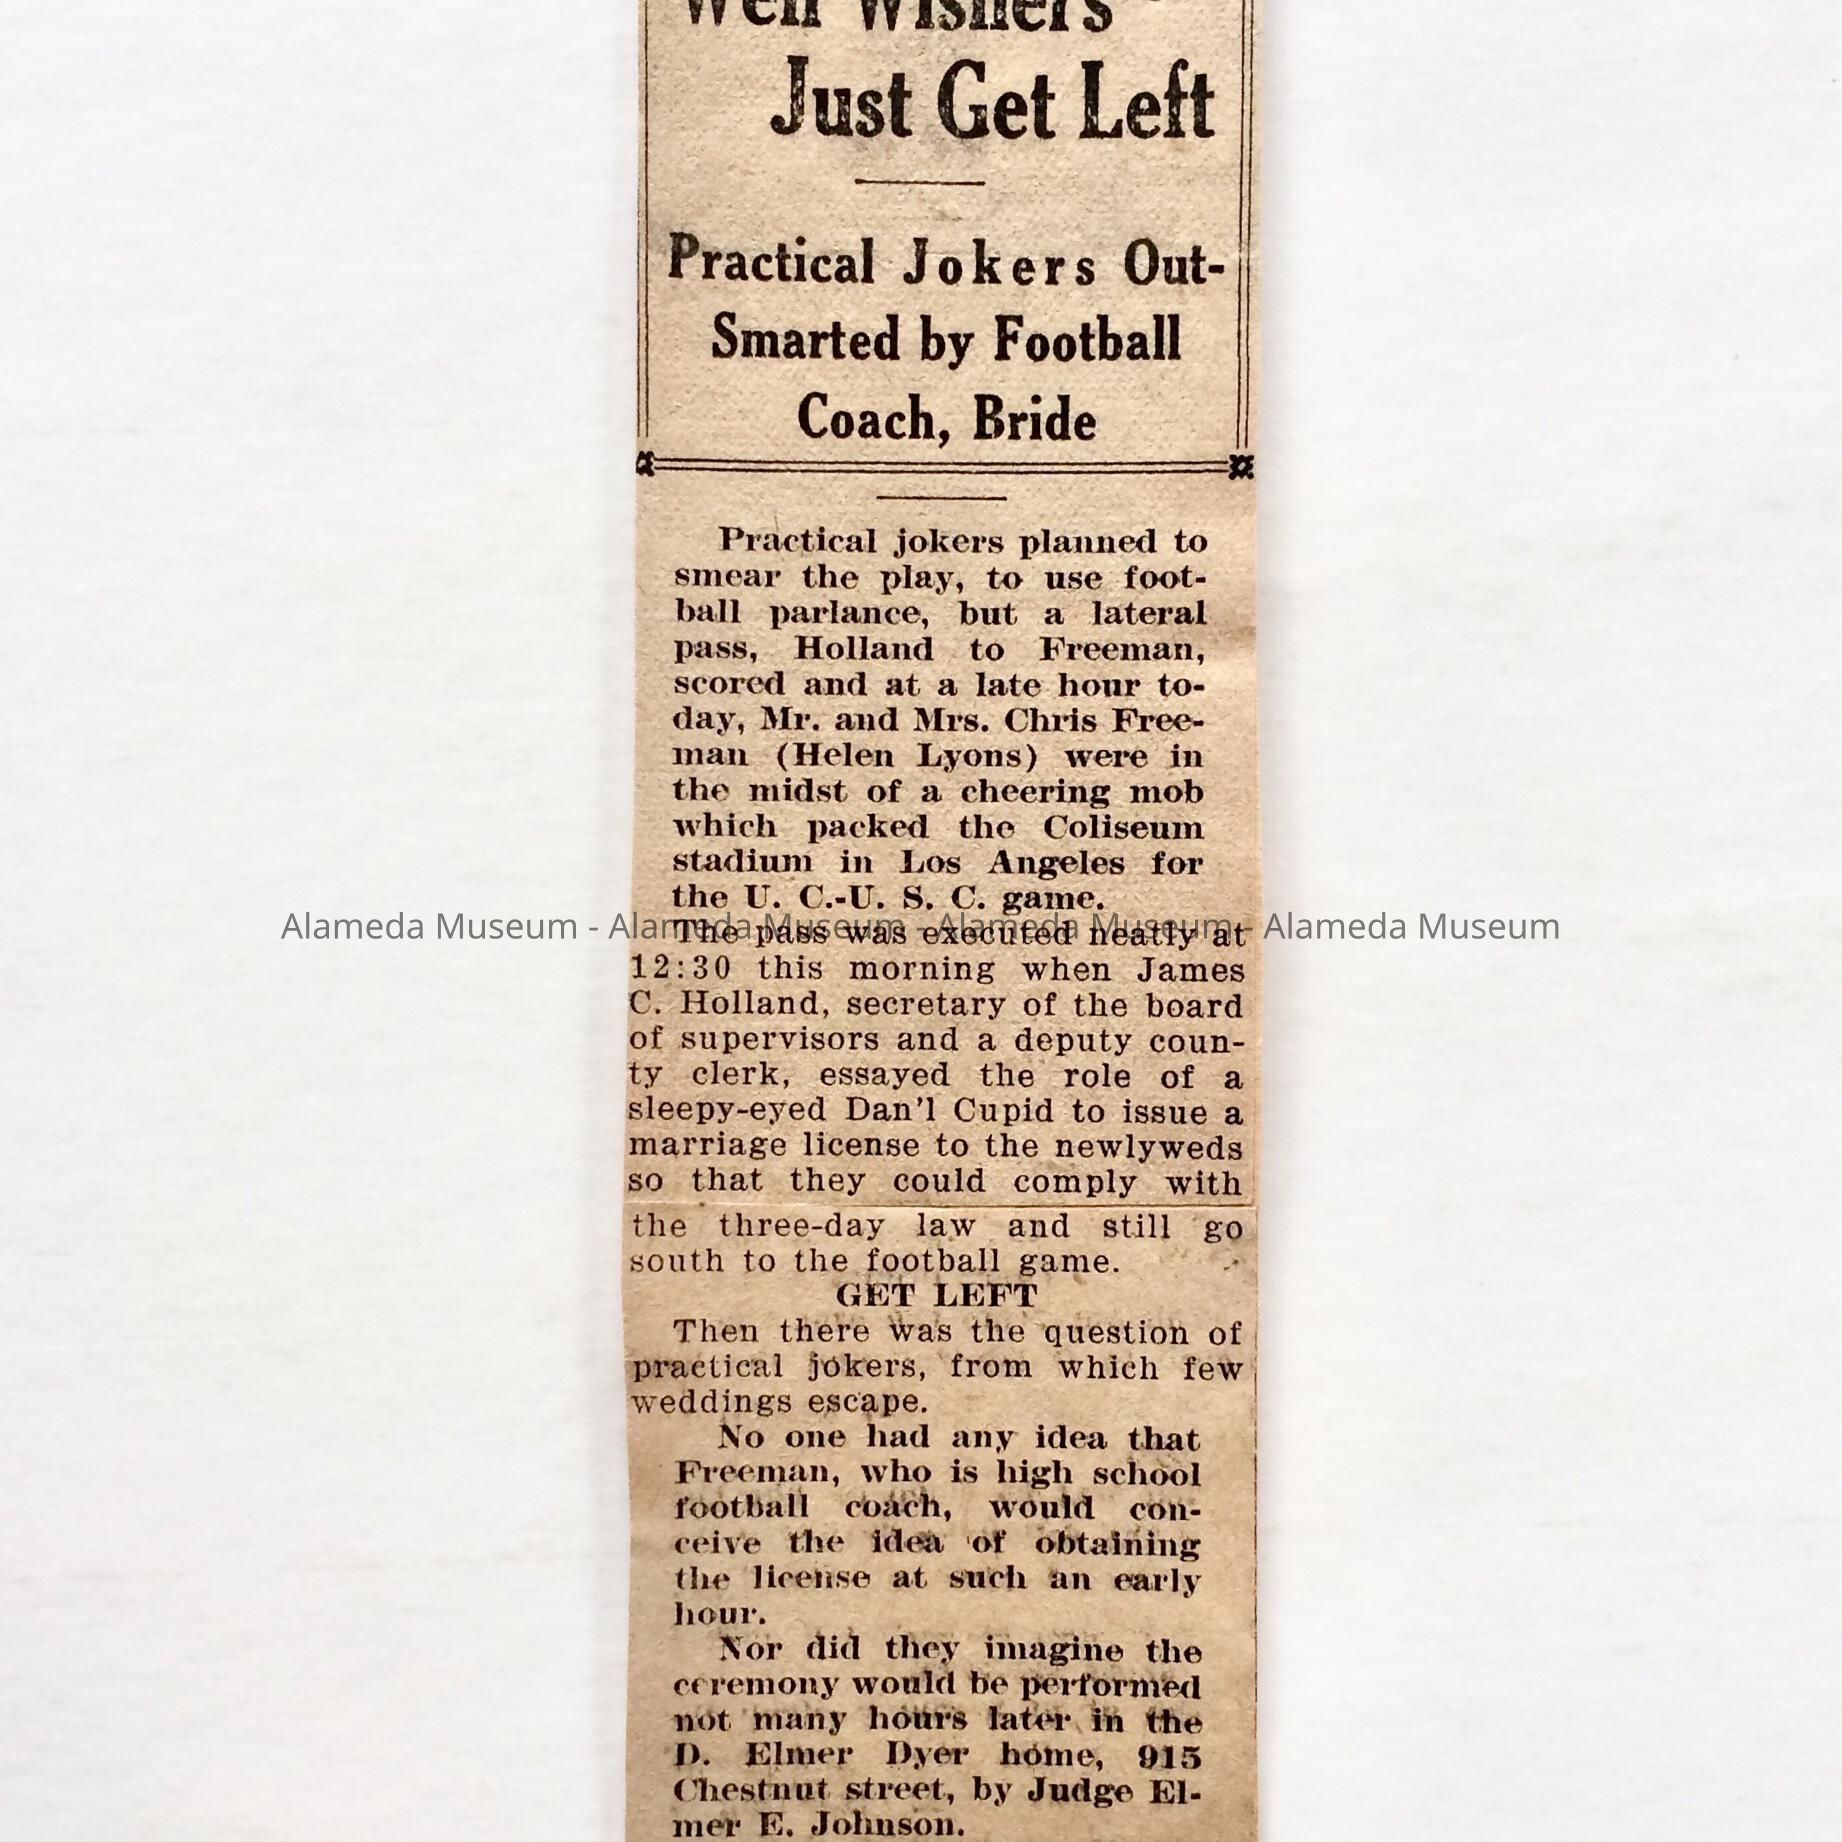 Well Wishers
Just Get Left
Practical Jokers Out-
Smarted by Football
Coach, Bride
Practical jokers planned to
smear the play, to use foot-
ball parlance, but a lateral
pass, Holland to Freeman,
scored and at a late hour to-
day, Mr. and Mrs. Chris Free-
man (Helen Lyons) were in
the midst of a cheering mob
which packed the Coliseum
stadium in Los Angeles for
the U. C.-U. S. C. game.
Alameda Museum - Alameda Museum - Alameda Museum - Alameda Museum
The pass was executed neatly at
12:30 this morning when James
C. Holland, secretary of the board
of supervisors and a deputy coun-
ty clerk, essayed the role of a
sleepy-eyed Dan'l Cupid to issue a
marriage license to the newlyweds
so that they could comply with
the three-day law and still go
south to the football game.
GET LEFT
Then there was the question of
practical jokers, from which few
weddings escape.
No one had any idea that
Freeman, who is high school
football coach, would con-
ceive the idea of obtaining
the license at such an early
hour.
Nor did they imagine the
ceremony would be performed
not many hours later in the
D. Elmer Dyer home, 915
Chestnut street, by Judge El-
mer E. Johnson.